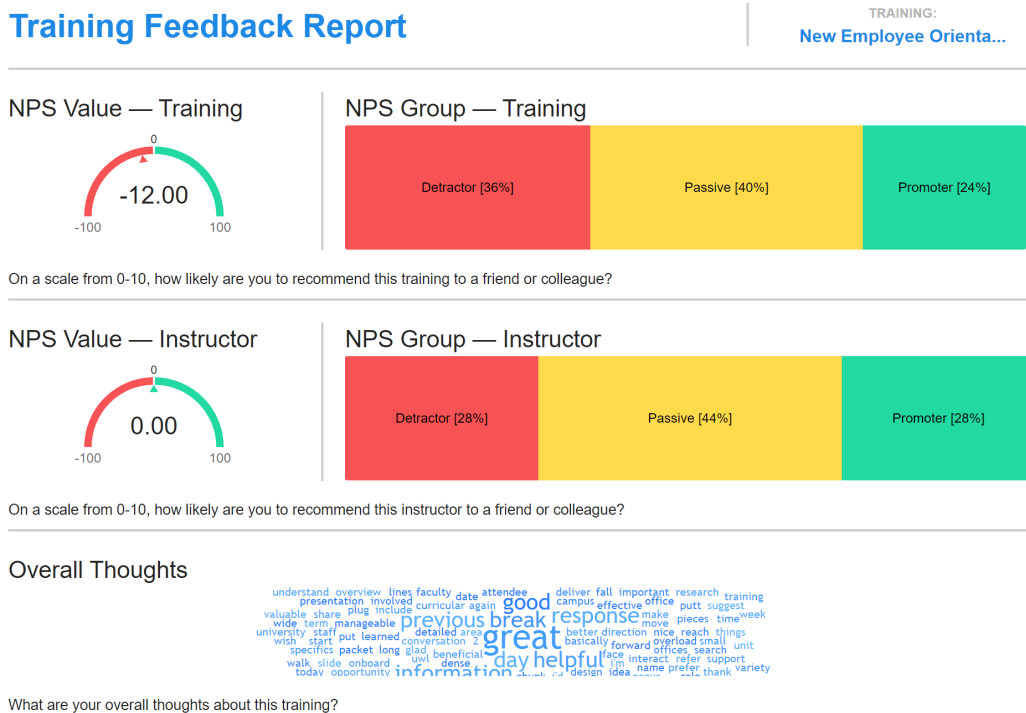 Training Feedback Report
TRAINING:
New Employee Orienta...
NPS Value — Training
NPS Group — Training
0
-12.00
-100 100
Detractor [36%] Passive [40%] Promoter [24%]
On a scale from 0-10, how likely are you to recommend this training to a friend or colleague?
NPS Value — Instructor
NPS Group — Instructor
0
0.00
-100 100
Detractor [28%] Passive [44%] Promoter [28%]
On a scale from 0-10, how likely are you to recommend this instructor to a friend or colleague?
Overall Thoughts
understand overview lines faculty date attendee deliver fall important research training
presentation involved curricular again good campus effective office putt suggest
valuable share plug include previous break response make pieces time week
wide term manageable move
university staff put learned detailed area great better direction nice reach things
wish start conversation 2 basically forward overload small
specifics packet long glad beneficial face offices search unit
walk slide onboard uwl dense day helpful i'm interact refer support
today opportunity information design idea name prefer thank variety
What are your overall thoughts about this training?